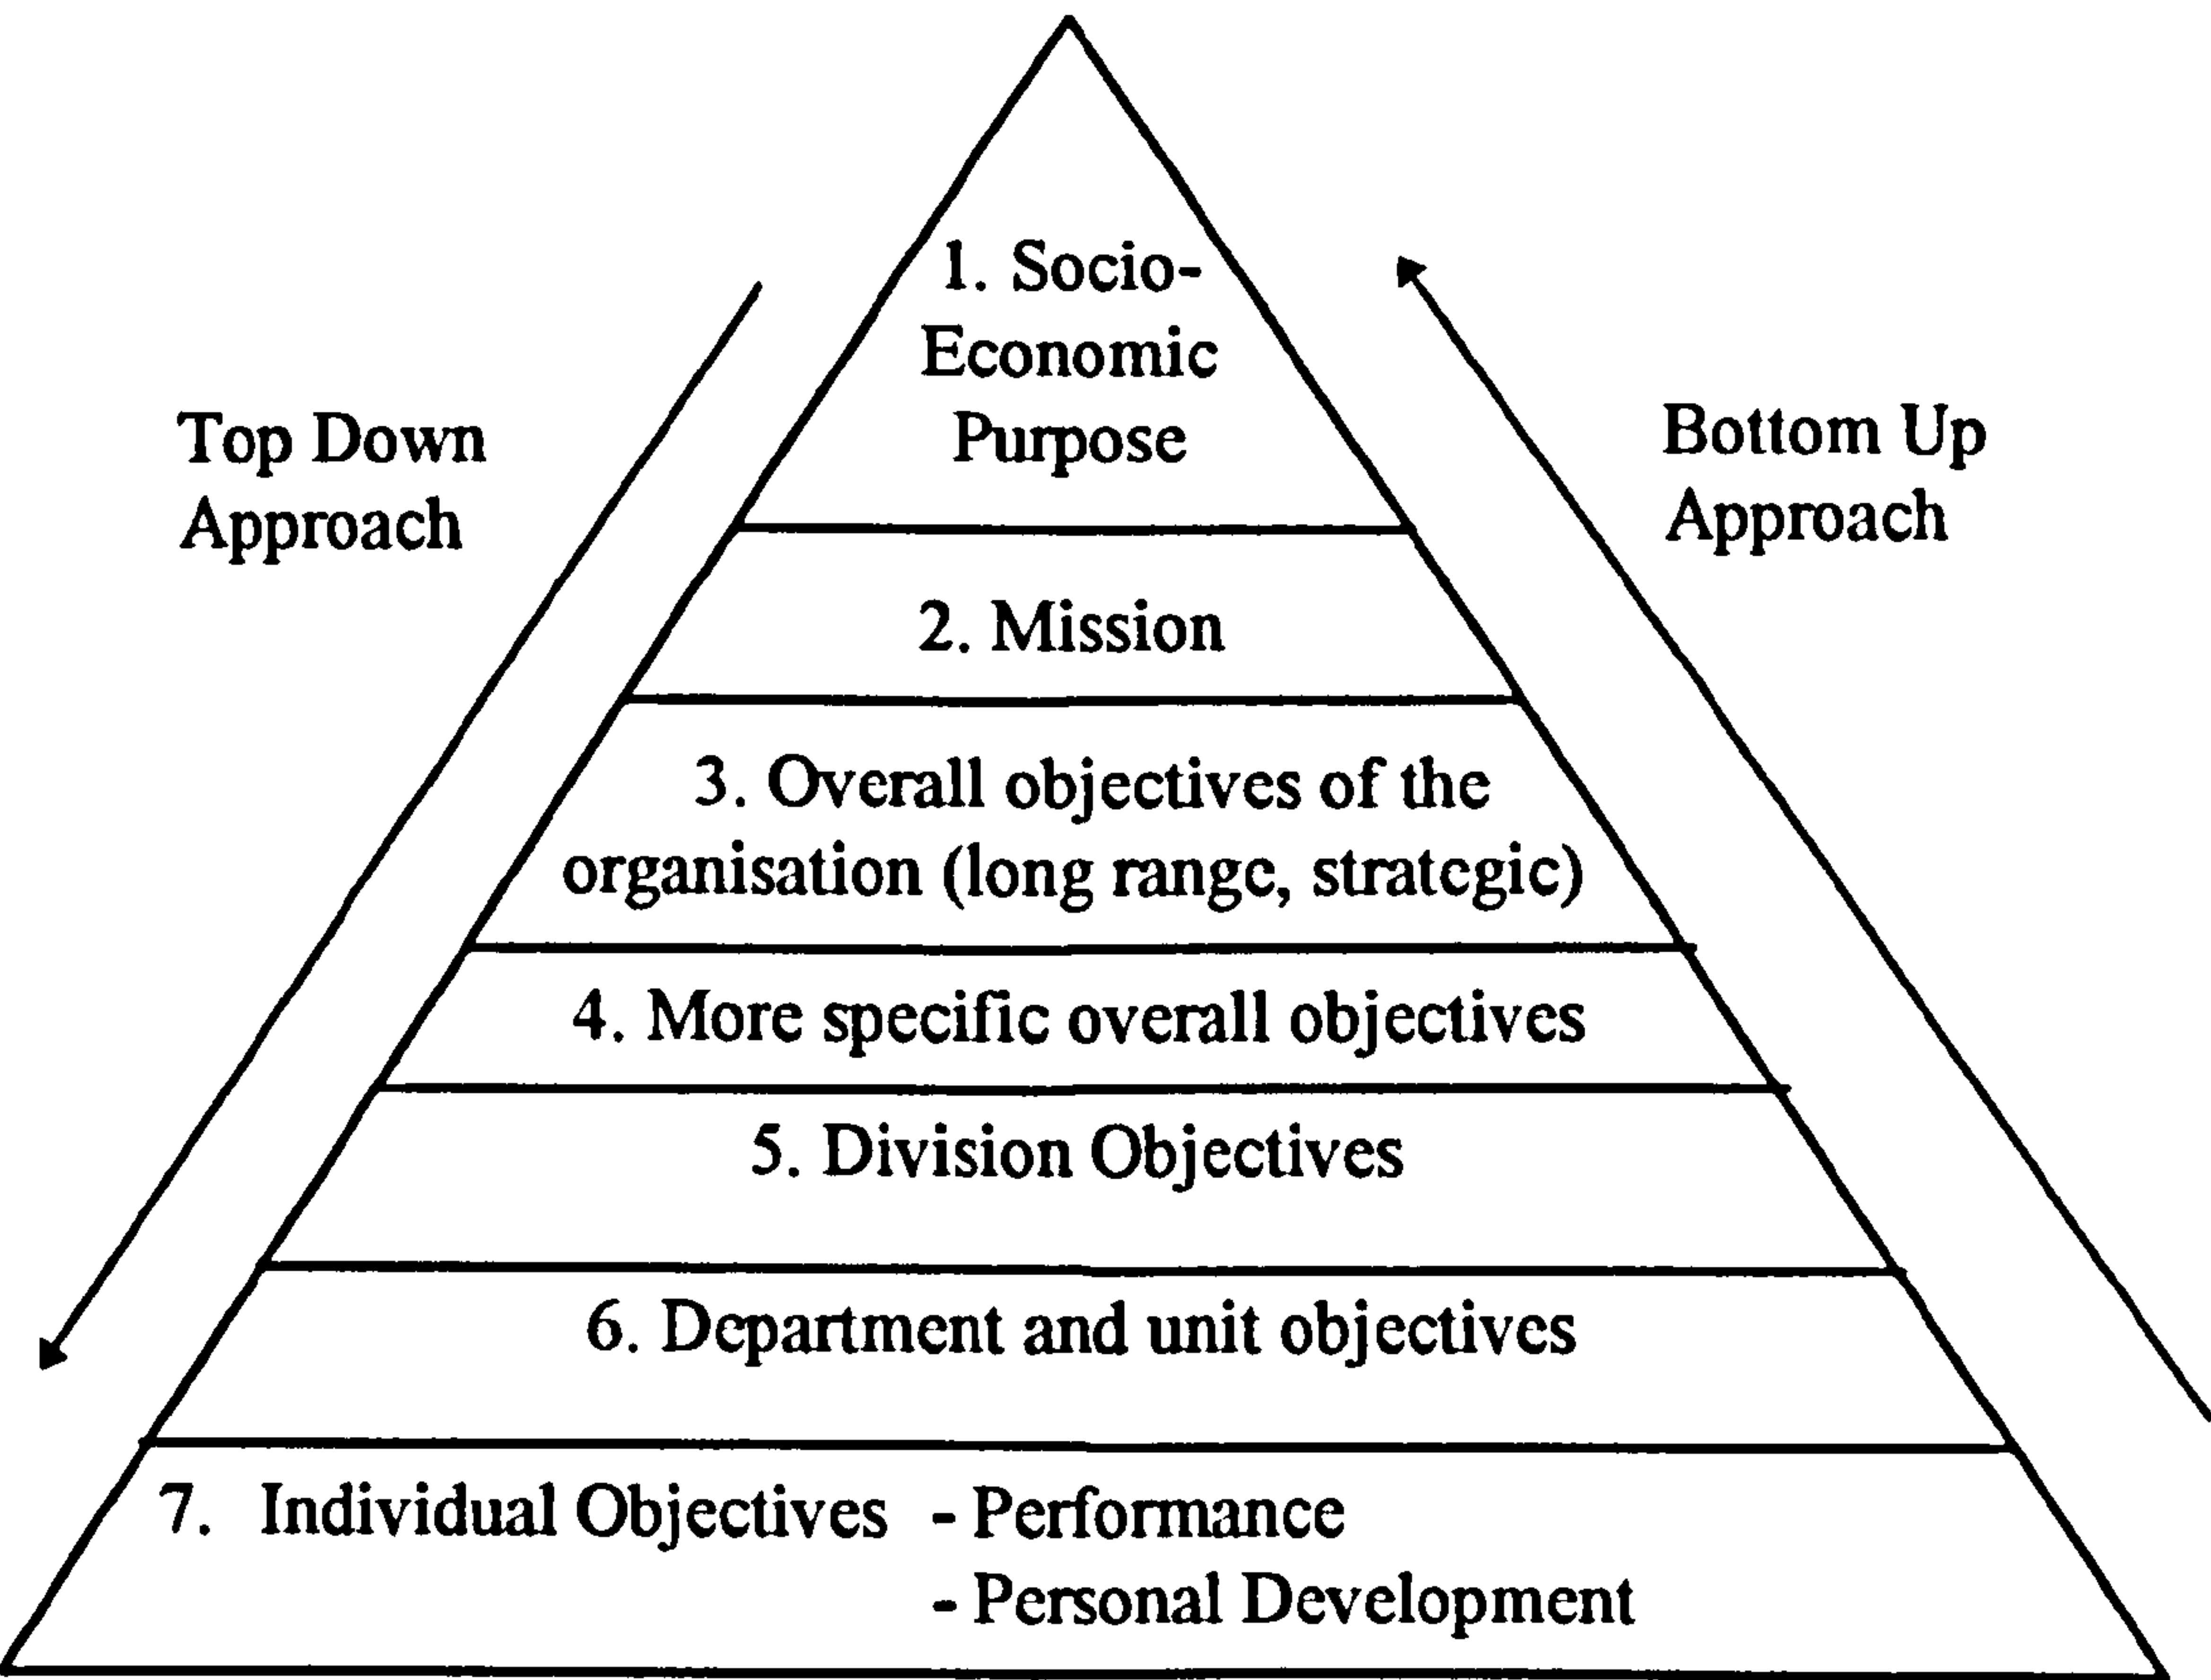 1. Socio-
Economic
Purpose
Top Down
Approach
Bottom Up
Approach
2. Mission
3. Overall objectives of the
organisation (long range, strategic)
4. More specific overall objectives
5. Division Objectives
6. Department and unit objectives
7. Individual Objectives - Performance
- Personal Development